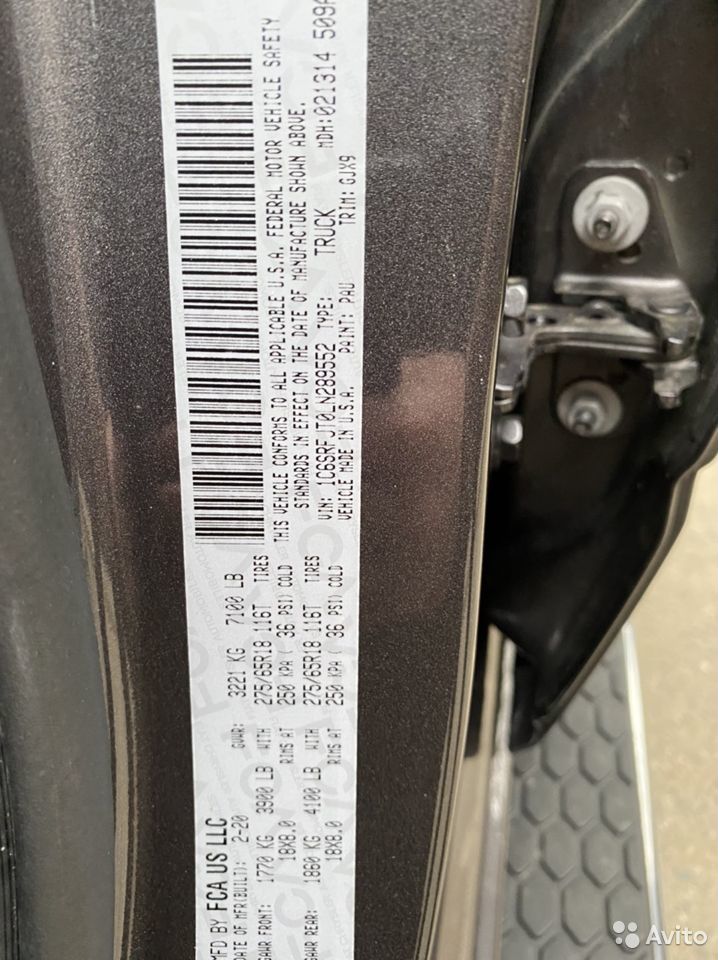 MFD BY FCA US LLC
DATE OF MFR(BUILT): 2-20 GVWR: 3221 KG 7100 LB
GAWR FRONT: 1770 KG 3900 LB WITH 275/65R18 116T TIRES
18X8.0 RIMS AT 250 KPA ( 36 PSI) COLD
GAWR REAR: 1860 KG 4100 LB WITH 275/65R18 116T TIRES
18X8.0 RIMS AT 250 KPA ( 36 PSI) COLD
THIS VEHICLE CONFORMS TO ALL APPLICABLE U.S.A. FEDERAL MOTOR VEHICLE SAFETY
STANDARDS IN EFFECT ON THE DATE OF MANUFACTURE SHOWN ABOVE.
VIN: 1C6SRFJT0LN289552 TYPE: TRUCK MDH:021314 509A
VEHICLE MADE IN U.S.A. PAINT: PAU TRIM: GJX9
Avito